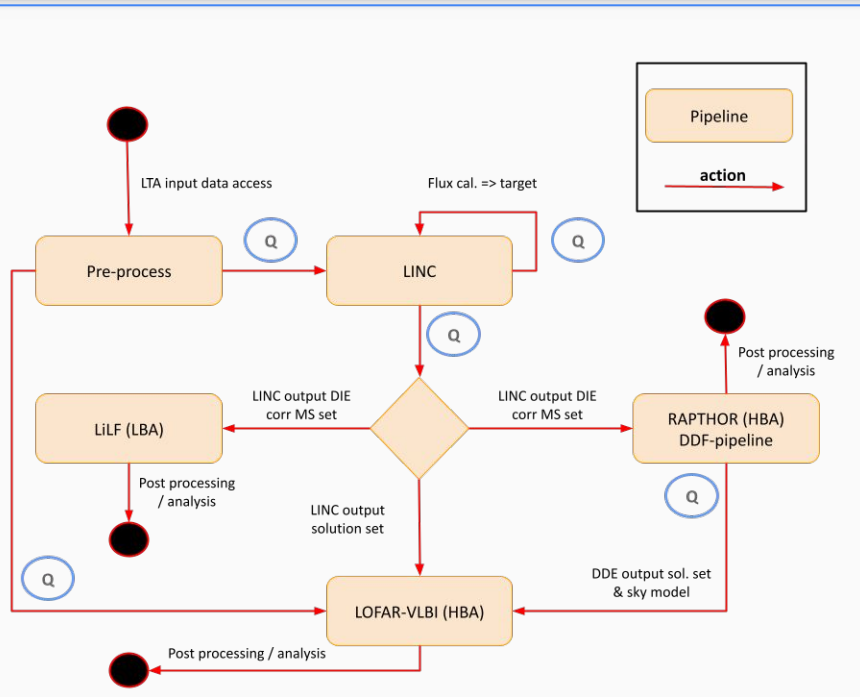 Pipeline
action
LTA input data access
Flux cal. => target
Q
Q
Pre-process
LINC
Q
Post processing
/ analysis
LINC output DIE
corr MS set
LINC output DIE
corr MS set
LiLF (LBA)
RAPTHOR (HBA)
DDF-pipeline
Post processing
/ analysis
Q
LINC output
solution set
Q
DDE output sol. set
& sky model
LOFAR-VLBI (HBA)
Post processing / analysis